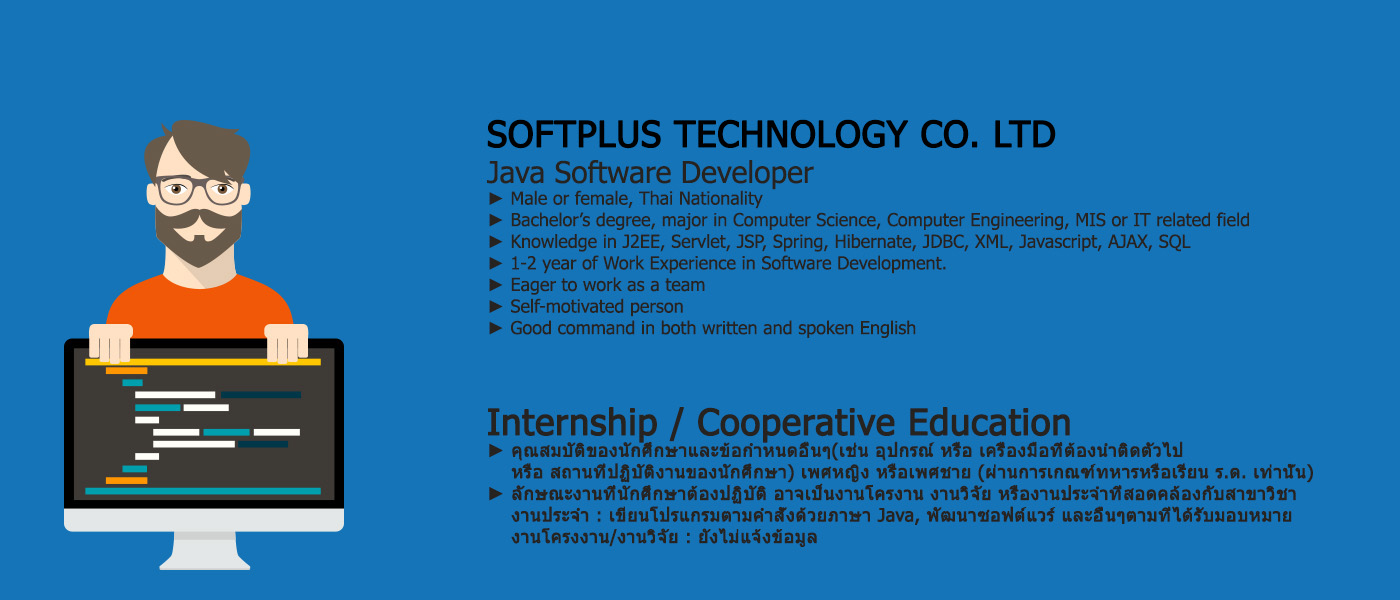 SOFTPLUS TECHNOLOGY CO. LTD
Java Software Developer
► Male or female, Thai Nationality
► Bachelor’s degree, major in Computer Science, Computer Engineering, MIS or IT related field
► Knowledge in J2EE, Servlet, JSP, Spring, Hibernate, JDBC, XML, Javascript, AJAX, SQL
► 1-2 year of Work Experience in Software Development.
► Eager to work as a team
► Self-motivated person
► Good command in both written and spoken English
Internship / Cooperative Education
► คุณสมบัติของนักศึกษาและข้อกำหนดอื่นๆ(เช่น อุปกรณ์ หรือ เครื่องมือที่ต้องนำติดตัวไป
หรือ สถานที่ปฏิบัติงานของนักศึกษา) เพศหญิง หรือเพศชาย (ผ่านการเกณฑ์ทหารหรือเรียน ร.ด. เท่านั้น)
► ลักษณะงานที่นักศึกษาต้องปฏิบัติ อาจเป็นงานโครงงาน งานวิจัย หรืองานประจำที่สอดคล้องกับสาขาวิชา
งานประจำ : เขียนโปรแกรมตามคำสั่งด้วยภาษา Java, พัฒนาซอฟต์แวร์ และอื่นๆตามที่ได้รับมอบหมาย
งานโครงงาน/งานวิจัย : ยังไม่แจ้งข้อมูล